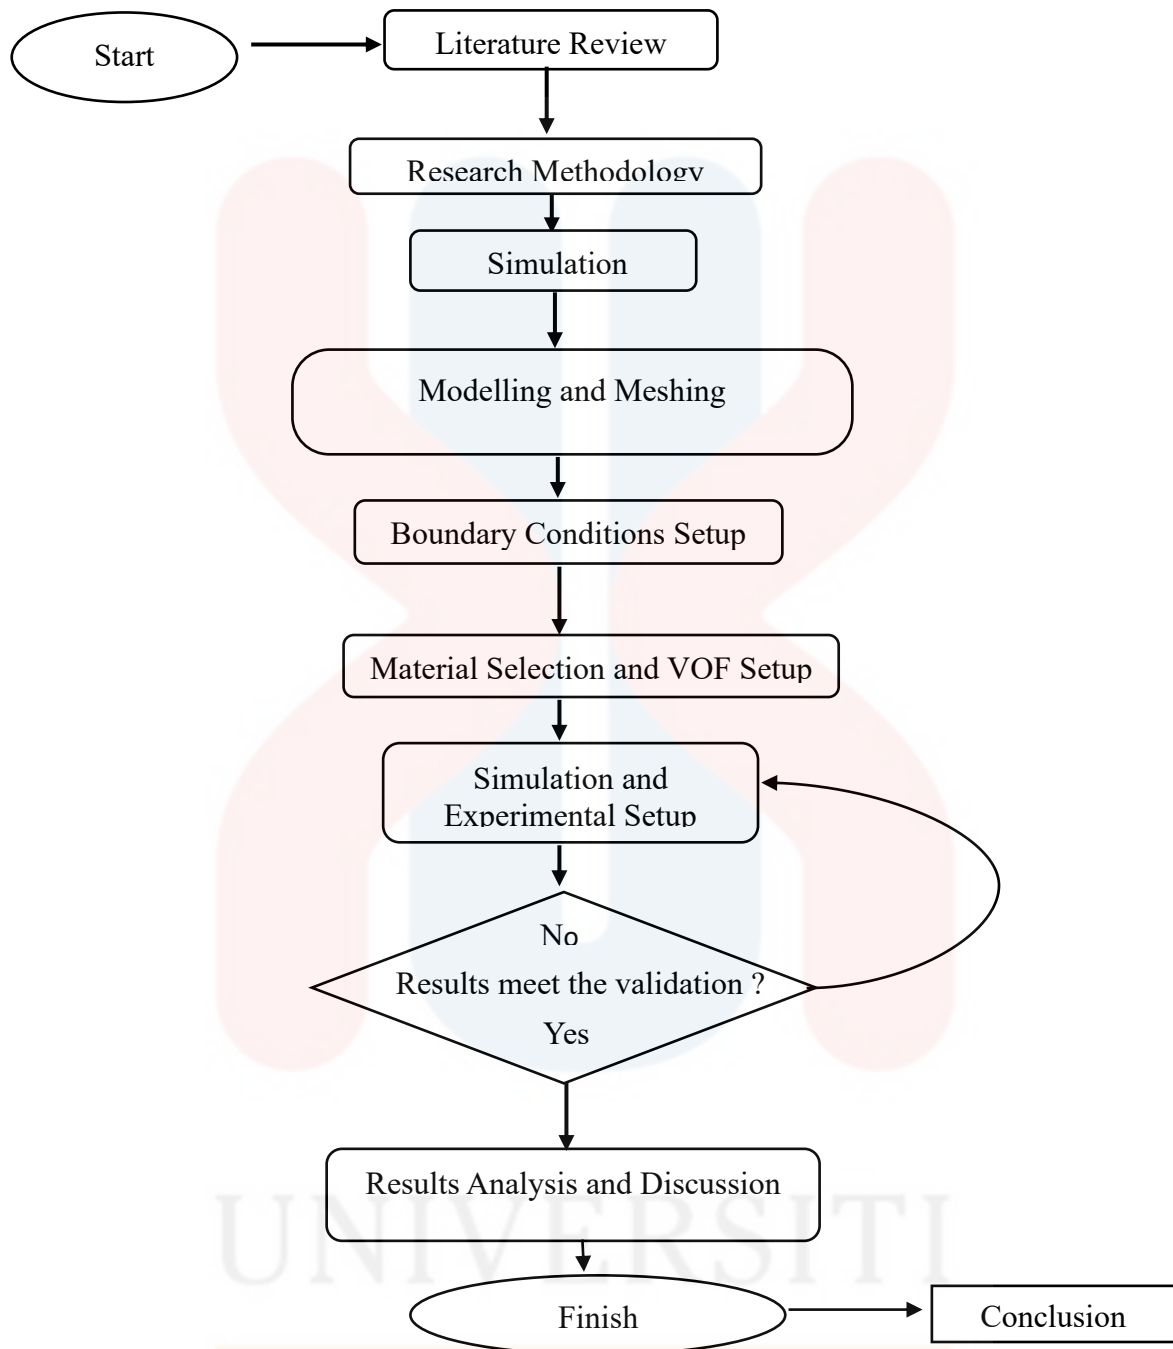 Start
Literature Review
Research Methodology
Simulation
Modelling and Meshing
Boundary Conditions Setup
Material Selection and VOF Setup
Simulation and
Experimental Setup
No
Results meet the validation ?
Yes
Results Analysis and Discussion
UNIVERSITI
Finish
Conclusion